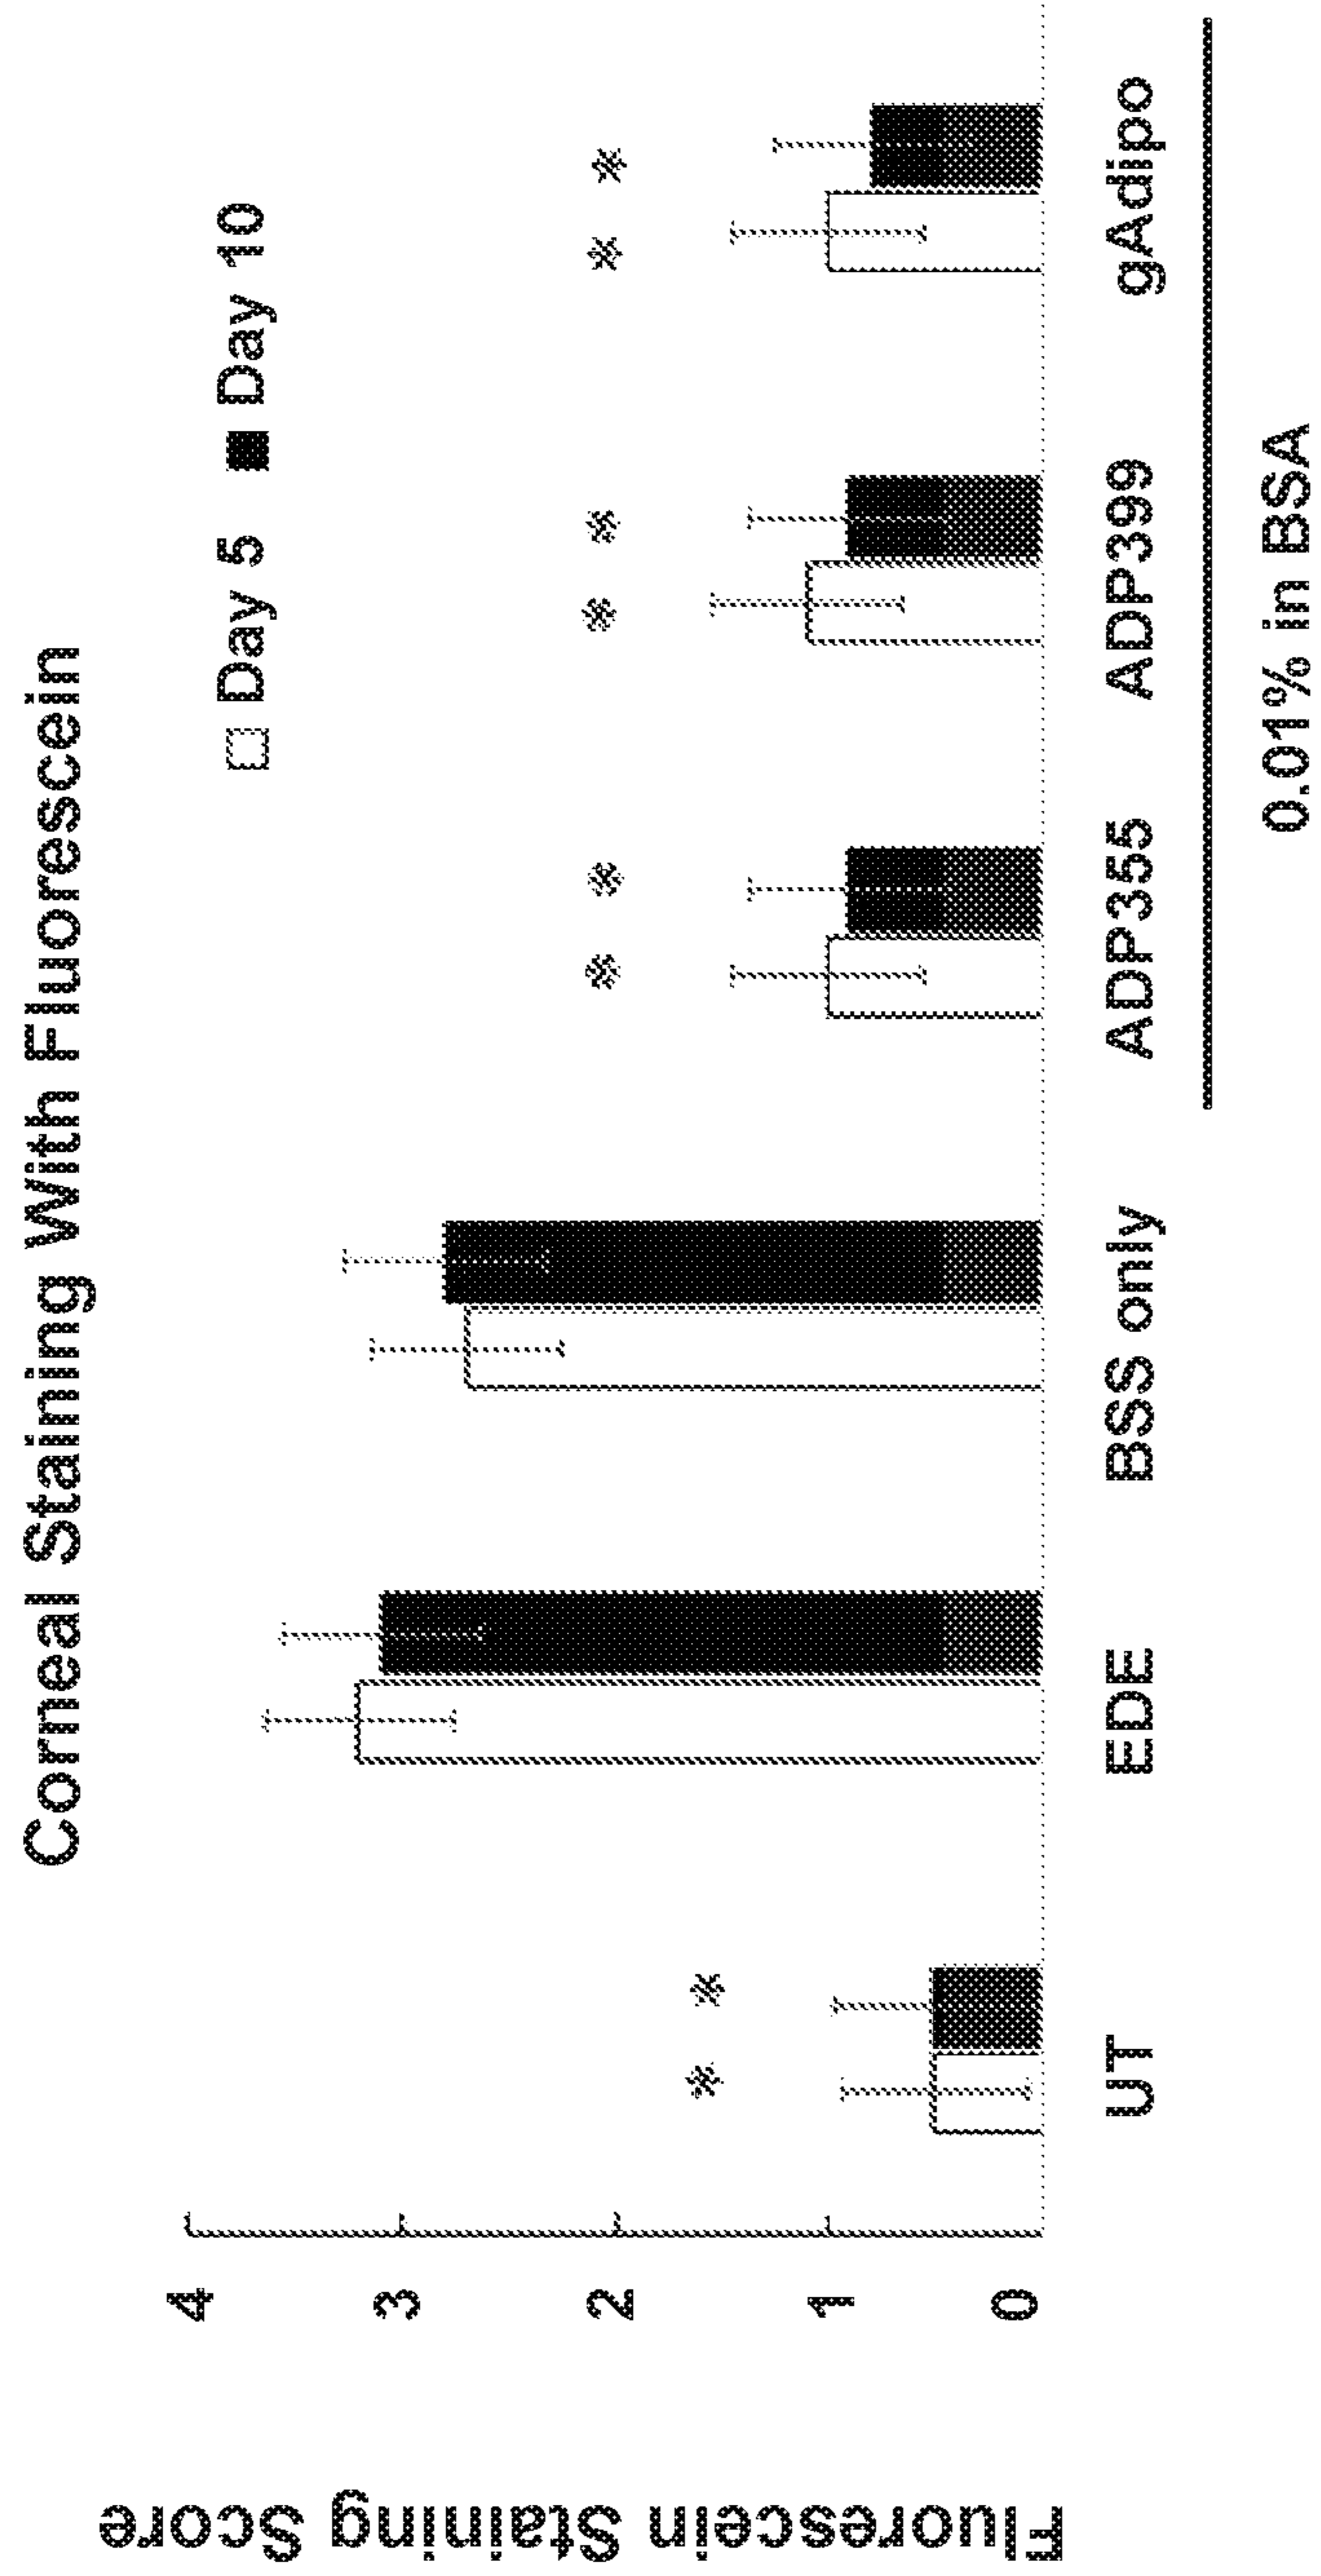 Corneal Staining With Fluorescein
Day 5 Day 10
Fluorescein Staining Score
4
3
2
1
0
* * * * * * * *
UT EDE BSS only ADP355 ADP399 gAdipo
0.01% in BSA